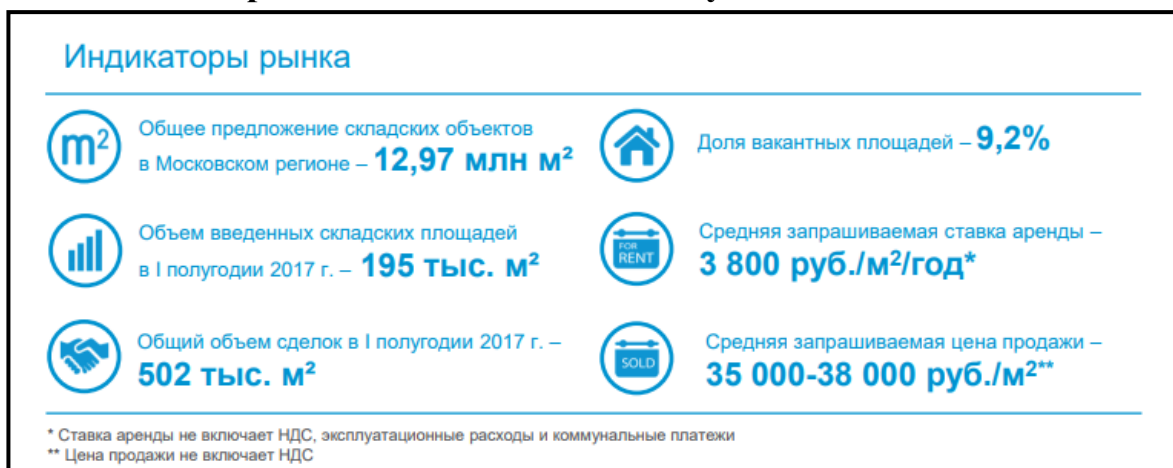 Индикаторы рынка
m²
Общее предложение складских объектов
в Московском регионе – 12,97 млн м²
Доля вакантных площадей – 9,2%
Объем введенных складских площадей
в I полугодии 2017 г. – 195 тыс. м²
FOR
RENT
Средняя запрашиваемая ставка аренды –
3 800 руб./м²/год*
Общий объем сделок в I полугодии 2017 г. –
502 тыс. м²
SOLD
Средняя запрашиваемая цена продажи –
35 000-38 000 руб./м²**
* Ставка аренды не включает НДС, эксплуатационные расходы и коммунальные платежи
** Цена продажи не включает НДС